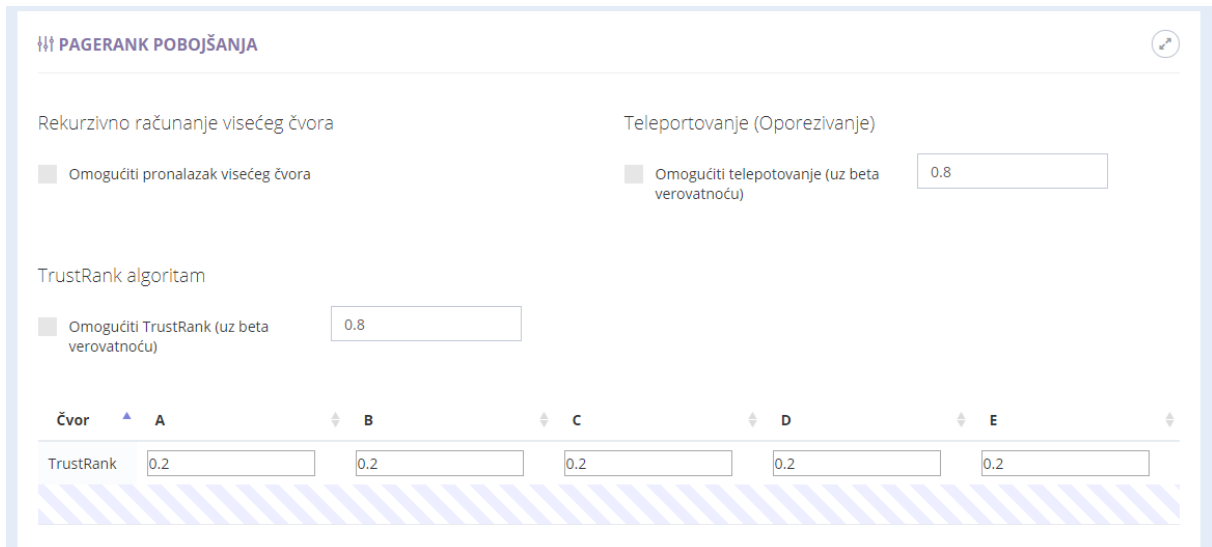 PAGERANK POBOJŠANJA
Rekurzivno računanje visećeg čvora
Teleportovanje (Oporezivanje)
Omogućiti pronalazak visećeg čvora
Omogućiti telepotovanje (uz beta
verovatnoću)
0.8
TrustRank algoritam
Omogućiti TrustRank (uz beta
verovatnoću)
0.8
Čvor A B C D E
TrustRank 0.2 0.2 0.2 0.2 0.2